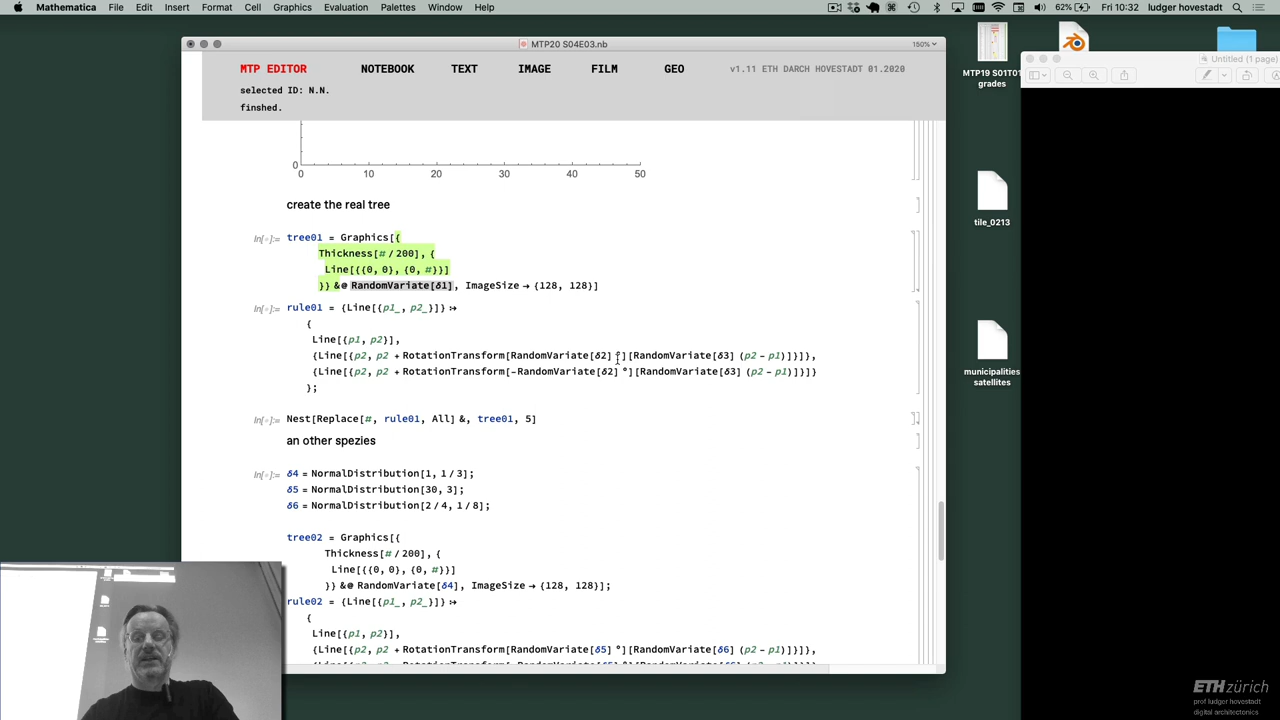 Mathematica File Edit Insert Format Cell Graphics Evaluation Palettes Window Help 62% Fri 10:32 ludger hovestadt
MTP20 S04E03.nb 150%
MTP EDITOR NOTEBOOK TEXT IMAGE FILM GEO v1.11 ETH DARCH HOVESTADT 01.2020
selected ID: N.N.
finshed.
0
0 10 20 30 40 50
create the real tree
In[◦]:= tree01 = Graphics[{
Thickness[# / 200], {
Line[{{0, 0}, {0, #}}]
}} &@ RandomVariate[δ1], ImageSize → {128, 128}]
In[◦]:= rule01 = {Line[{p1_, p2_}]} ⧴
{
Line[{p1, p2}],
{Line[{p2, p2 + RotationTransform[RandomVariate[δ2] °][RandomVariate[δ3] (p2 - p1)]}]},
{Line[{p2, p2 + RotationTransform[-RandomVariate[δ2] °][RandomVariate[δ3] (p2 - p1)]}]}
};
In[◦]:= Nest[Replace[#, rule01, All] &, tree01, 5]
an other spezies
In[◦]:= δ4 = NormalDistribution[1, 1 / 3];
δ5 = NormalDistribution[30, 3];
δ6 = NormalDistribution[2 / 4, 1 / 8];
tree02 = Graphics[{
Thickness[# / 200], {
Line[{{0, 0}, {0, #}}]
}} &@ RandomVariate[δ4], ImageSize → {128, 128}];
rule02 = {Line[{p1_, p2_}]} ⧴
{
Line[{p1, p2}],
{Line[{p2, p2 + RotationTransform[RandomVariate[δ5] °][RandomVariate[δ6] (p2 - p1)]}]},
MTP19 S01T01
grades
tile_0213
municipalities
satellites
Untitled (1 page)
ETH zürich
prof ludger hovestadt
digital architectonics